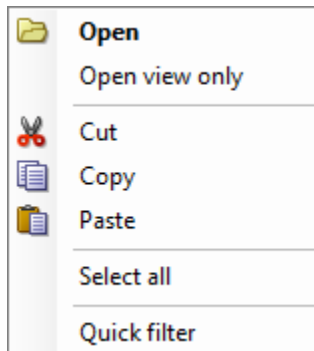 Open
Open view only
Cut
Copy
Paste
Select all
Quick filter